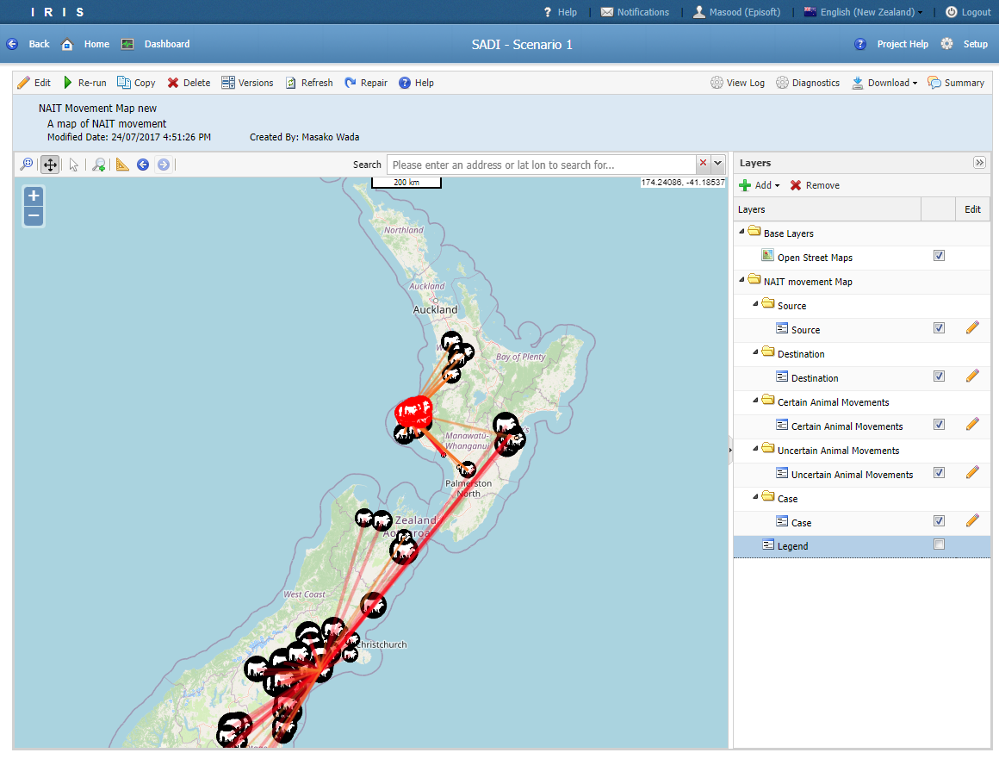 I R I S
? Help | Notifications | Masood (Episoft) | English (New Zealand) | Logout
Back Home Dashboard SADI - Scenario 1 Project Help Setup
Edit Re-run Copy Delete Versions Refresh Repair Help View Log Diagnostics Download Summary
NAIT Movement Map new
A map of NAIT movement
Modified Date: 24/07/2017 4:51:26 PM Created By: Masako Wada
Search Please enter an address or lat lon to search for...
200 km
174.24086, -41.18537
+
−
Northland
Auckland
Auckland
Bay of Plenty
Manawatū-
Whanganui
Palmerston
North
Zealand
West Coast
Christchurch
Layers
Add Remove
Layers Edit
Base Layers
Open Street Maps
NAIT movement Map
Source
Source
Destination
Destination
Certain Animal Movements
Certain Animal Movements
Uncertain Animal Movements
Uncertain Animal Movements
Case
Case
Legend